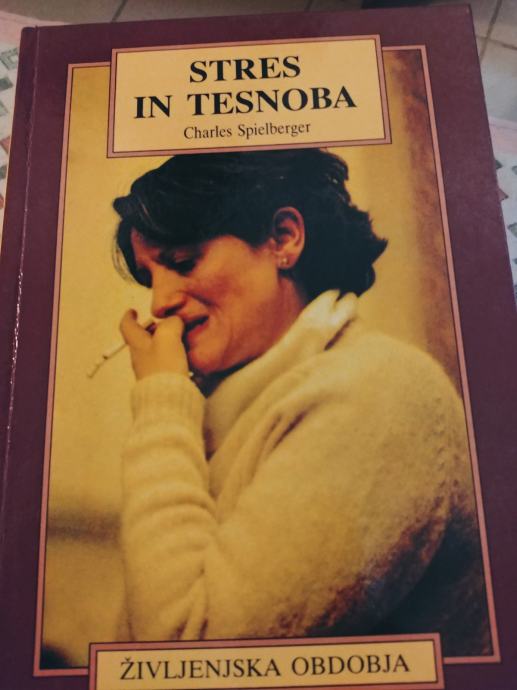 STRES
IN TESNOBA
Charles Spielberger
ŽIVLJENJSKA OBDOBJA